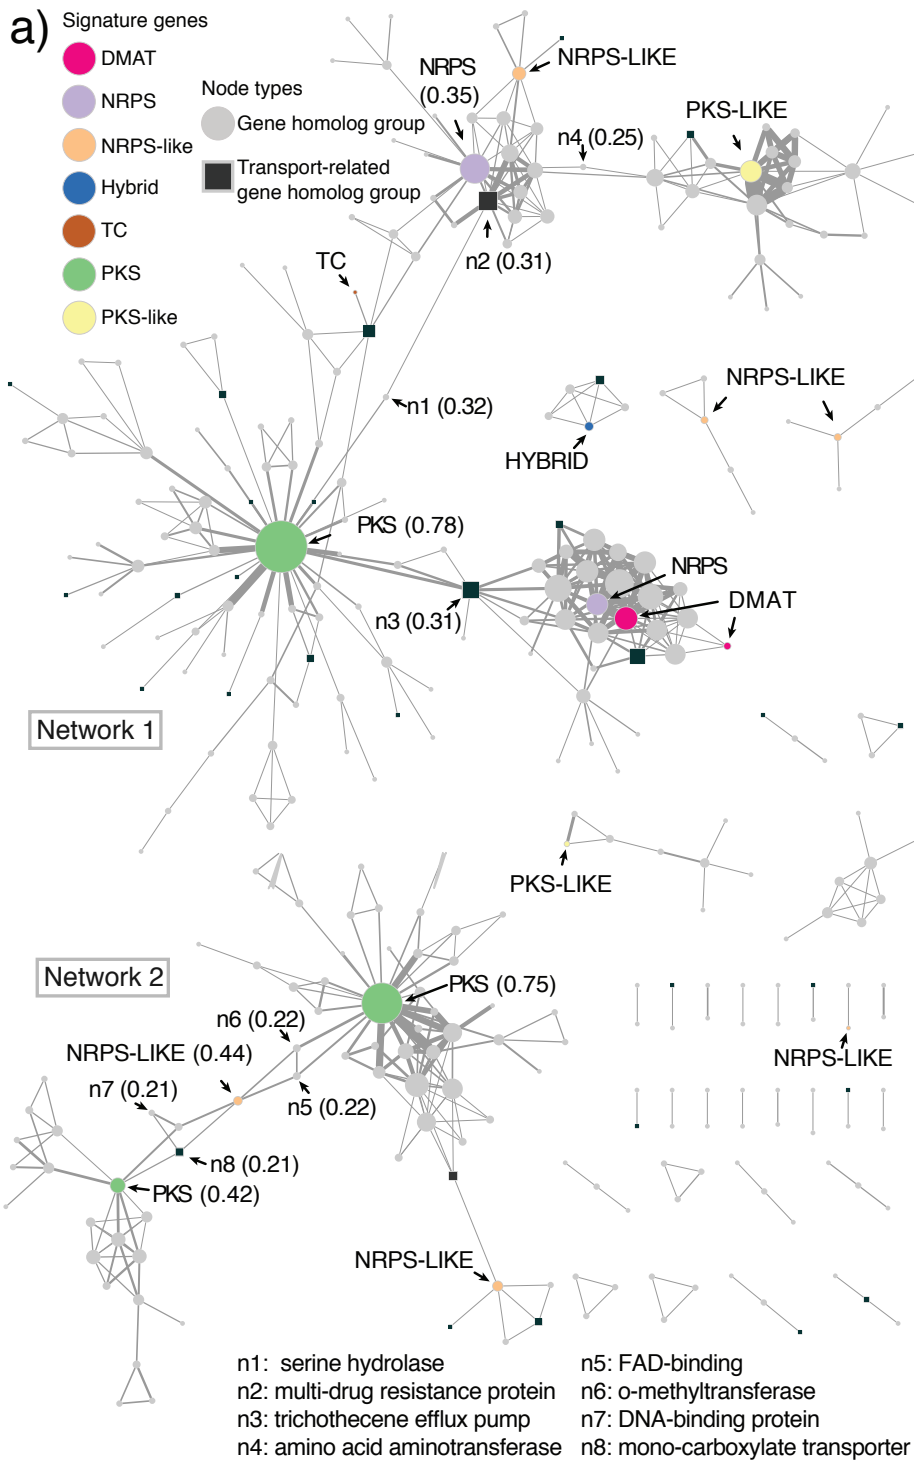 a)
Signature genes
DMAT
NRPS
NRPS-like
Hybrid
TC
PKS
PKS-like
Node types
Gene homolog group
Transport-related
gene homolog group
NRPS
(0.35)
NRPS-LIKE
n4 (0.25)
PKS-LIKE
n2 (0.31)
TC
n1 (0.32)
NRPS-LIKE
HYBRID
PKS (0.78)
NRPS
DMAT
n3 (0.31)
Network 1
PKS-LIKE
Network 2
PKS (0.75)
n6 (0.22)
NRPS-LIKE (0.44)
n7 (0.21)
n5 (0.22)
NRPS-LIKE
n8 (0.21)
PKS (0.42)
NRPS-LIKE
n1: serine hydrolase
n2: multi-drug resistance protein
n3: trichothecene efflux pump
n4: amino acid aminotransferase
n5: FAD-binding
n6: o-methyltransferase
n7: DNA-binding protein
n8: mono-carboxylate transporter